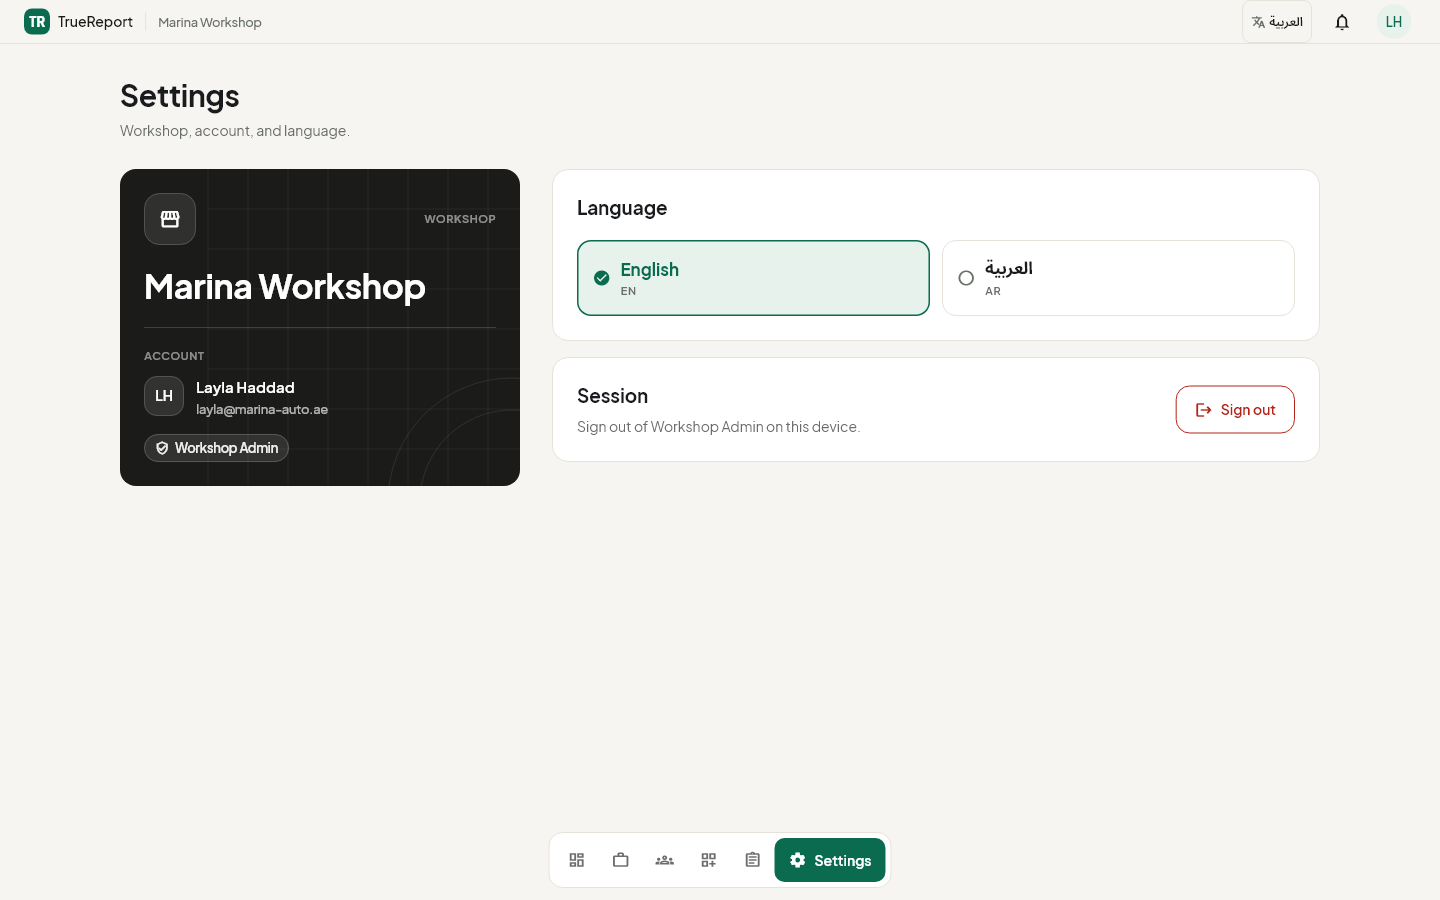 TR TrueReport Marina Workshop العربية LH
Settings
Workshop, account, and language.
WORKSHOP
Marina Workshop
ACCOUNT
LH Layla Haddad
layla@marina-auto.ae
Workshop Admin
Language
English
EN
العربية
AR
Session
Sign out of Workshop Admin on this device.
Sign out
Settings